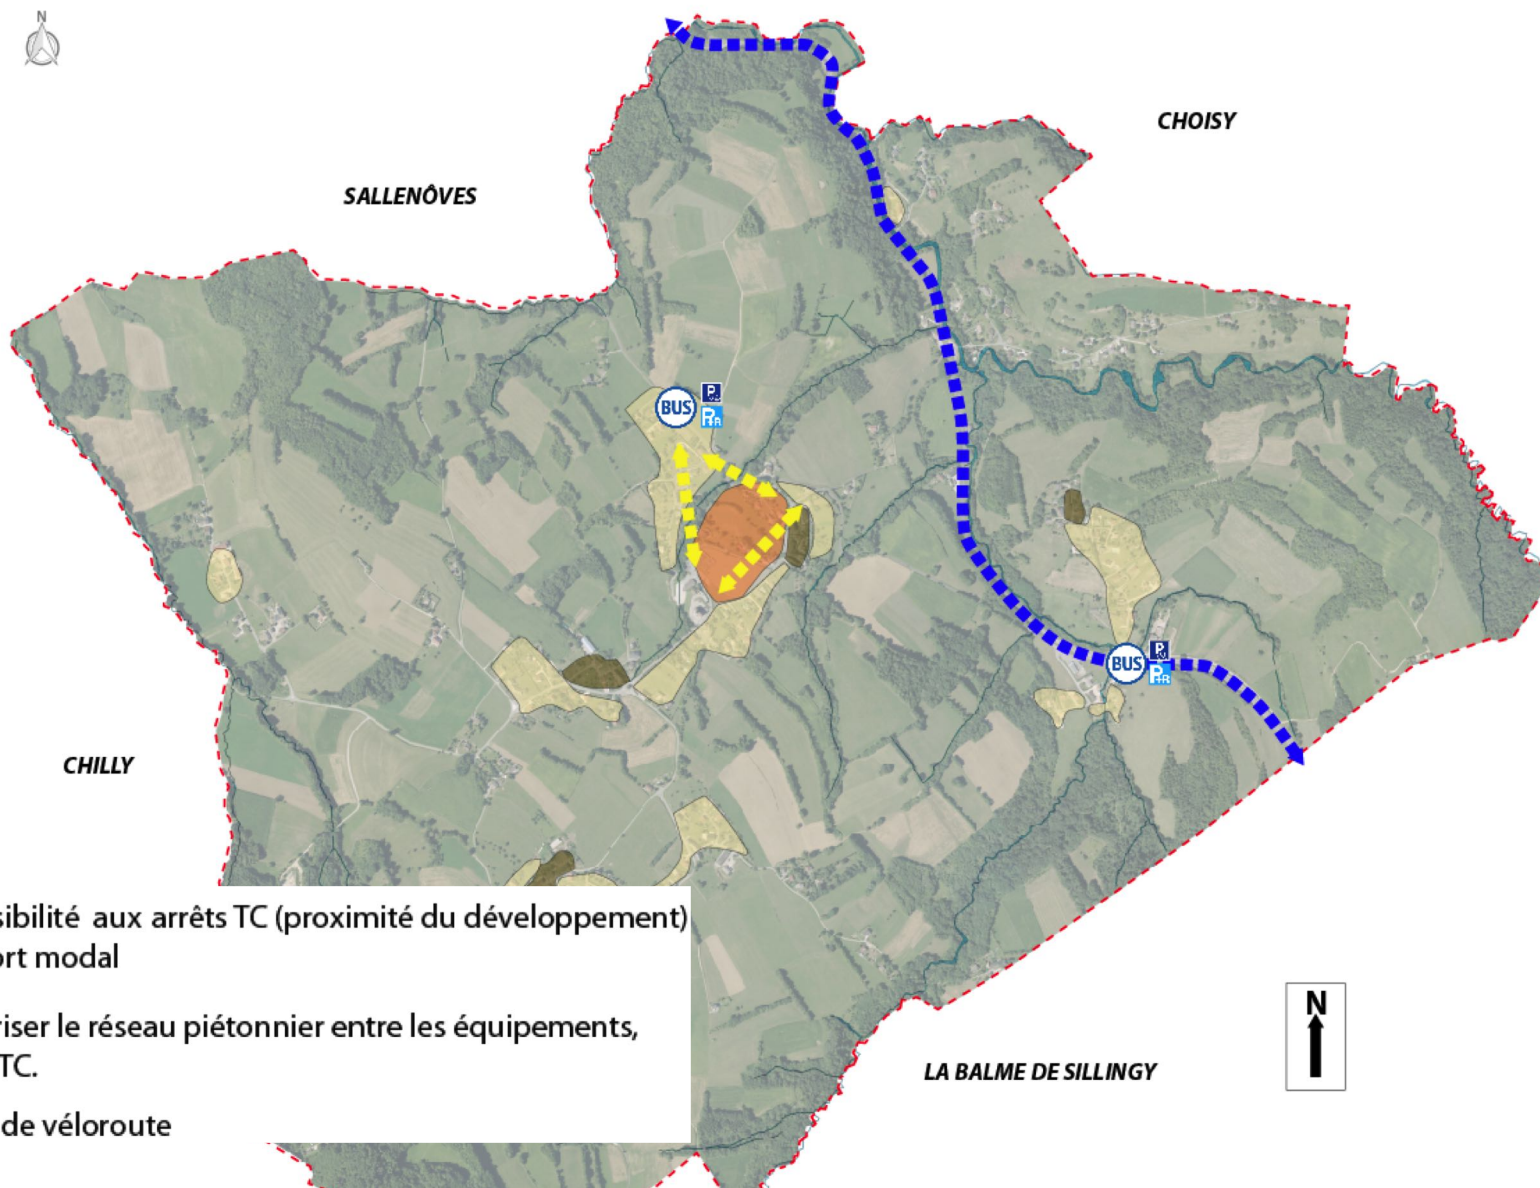 N
CHOISY
SALLENÔVES
BUS
P
P+R
BUS
P
P+R
CHILLY
sibilité aux arrêts TC (proximité du développement)
ort modal
riser le réseau piétonnier entre les équipements,
TC.
de véloroute
N
LA BALME DE SILLINGY